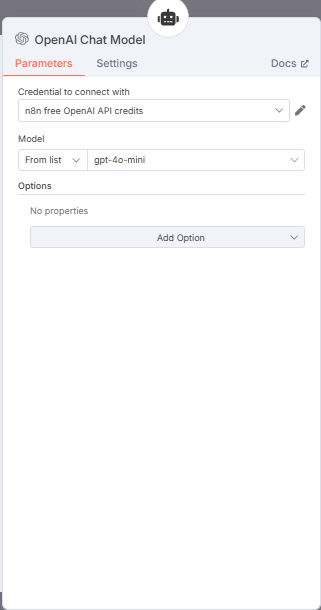 OpenAI Chat Model
Parameters Settings Docs
Credential to connect with
n8n free OpenAI API credits
Model
From list gpt-4o-mini
Options
No properties
Add Option